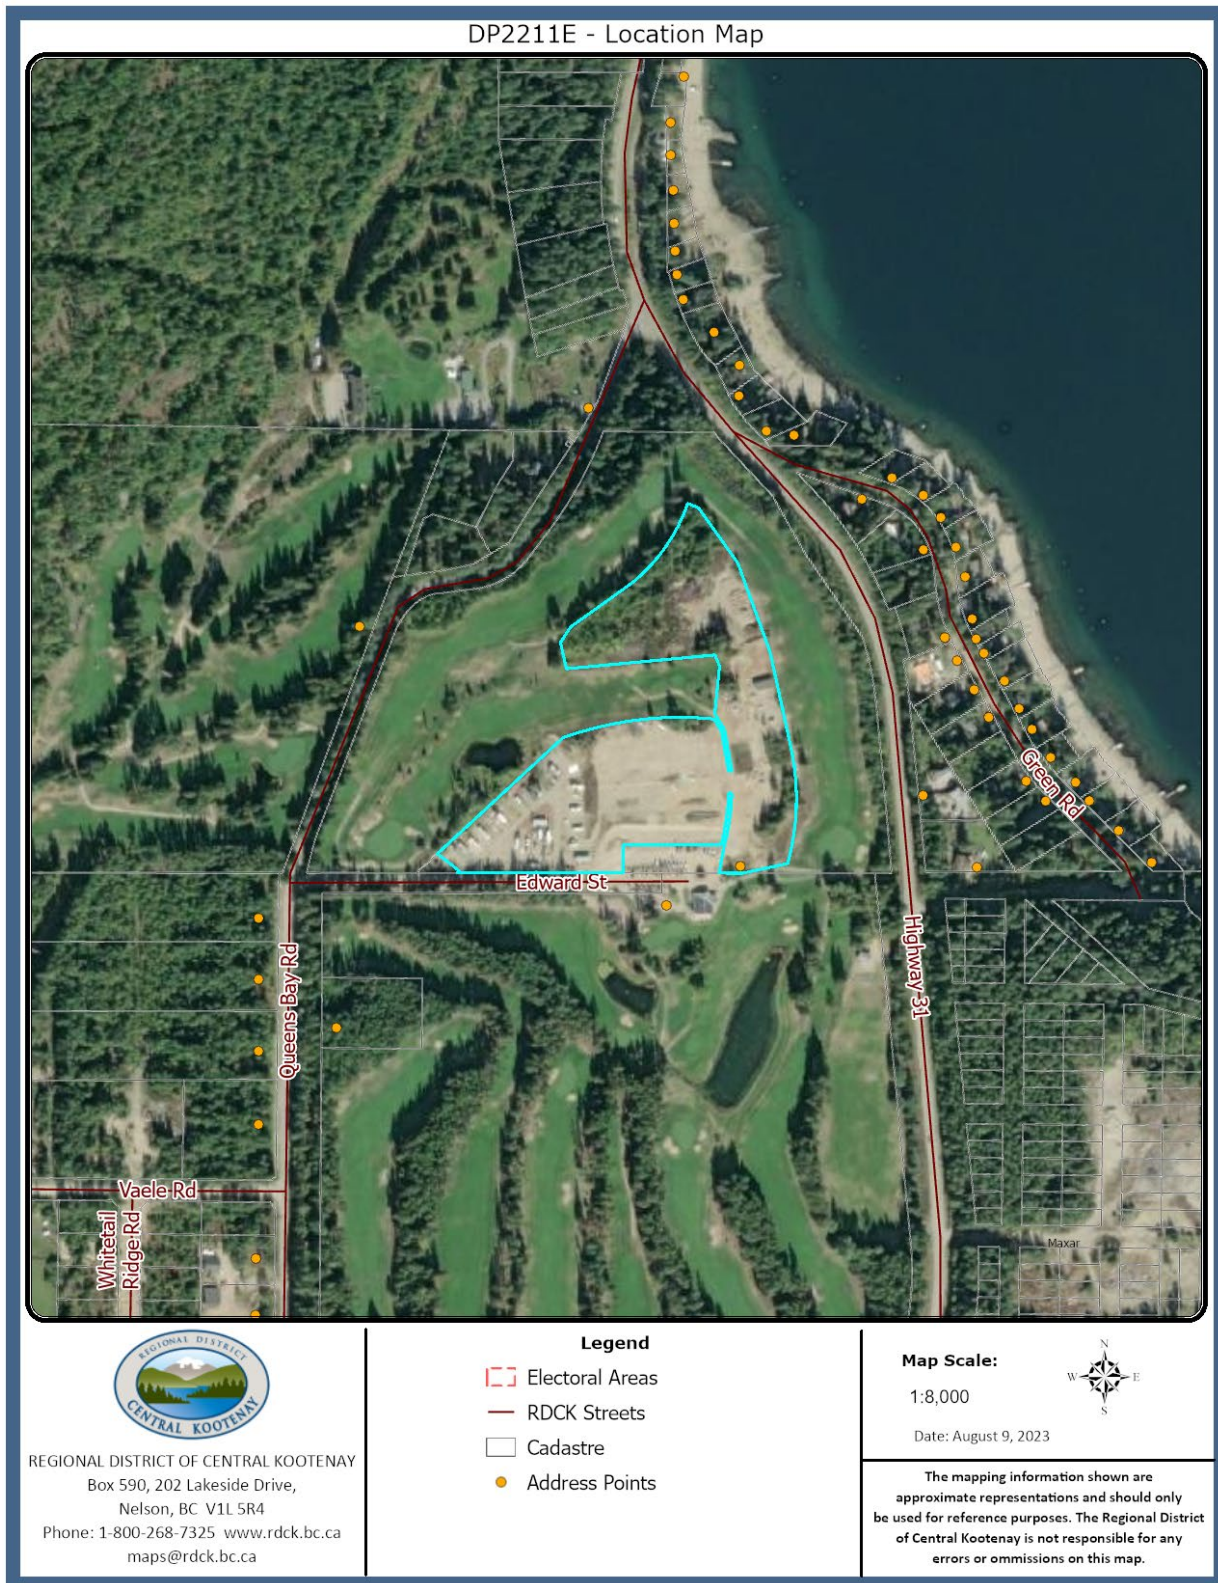 DP2211E - Location Map
Green Rd
Edward St
Queens Bay Rd
Highway 31
Vaele Rd
Whitetail
Ridge Rd
Maxar
REGIONAL DISTRICT
CENTRAL KOOTENAY
REGIONAL DISTRICT OF CENTRAL KOOTENAY
Box 590, 202 Lakeside Drive,
Nelson, BC V1L 5R4
Phone: 1-800-268-7325 www.rdck.bc.ca
maps@rdck.bc.ca
Legend
Electoral Areas
RDCK Streets
Cadastre
Address Points
Map Scale:
1:8,000
N
W E
S
Date: August 9, 2023
The mapping information shown are
approximate representations and should only
be used for reference purposes. The Regional District
of Central Kootenay is not responsible for any
errors or ommissions on this map.